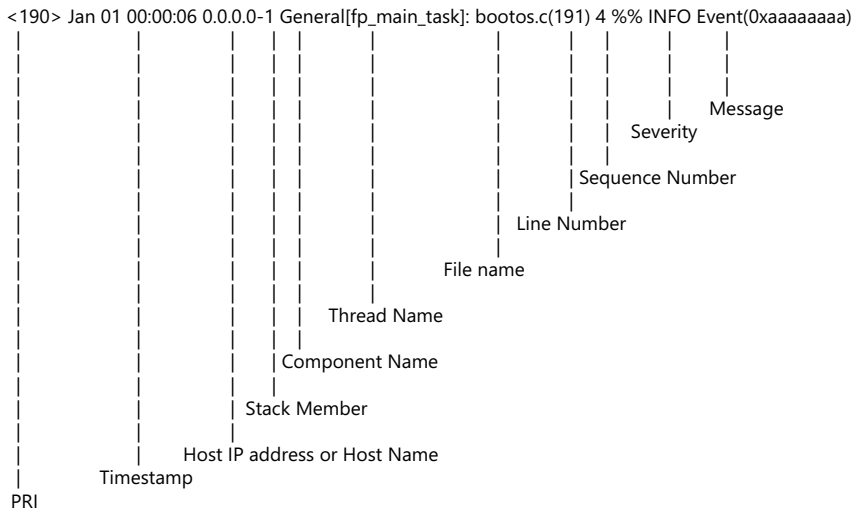 <190> Jan 01 00:00:06 0.0.0.0-1 General[fp_main_task]: bootos.c(191) 4 %% INFO Event(0xaaaaaaaa)
Message
Severity
Sequence Number
Line Number
File name
Thread Name
Component Name
Stack Member
Host IP address or Host Name
Timestamp
PRI